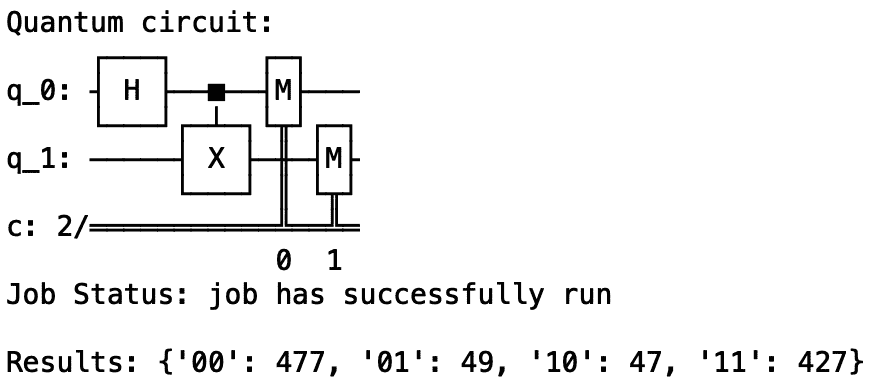 Quantum circuit:
q_0: H M
q_1: X M
c: 2/
0 1
Job Status: job has successfully run
Results: {'00': 477, '01': 49, '10': 47, '11': 427}